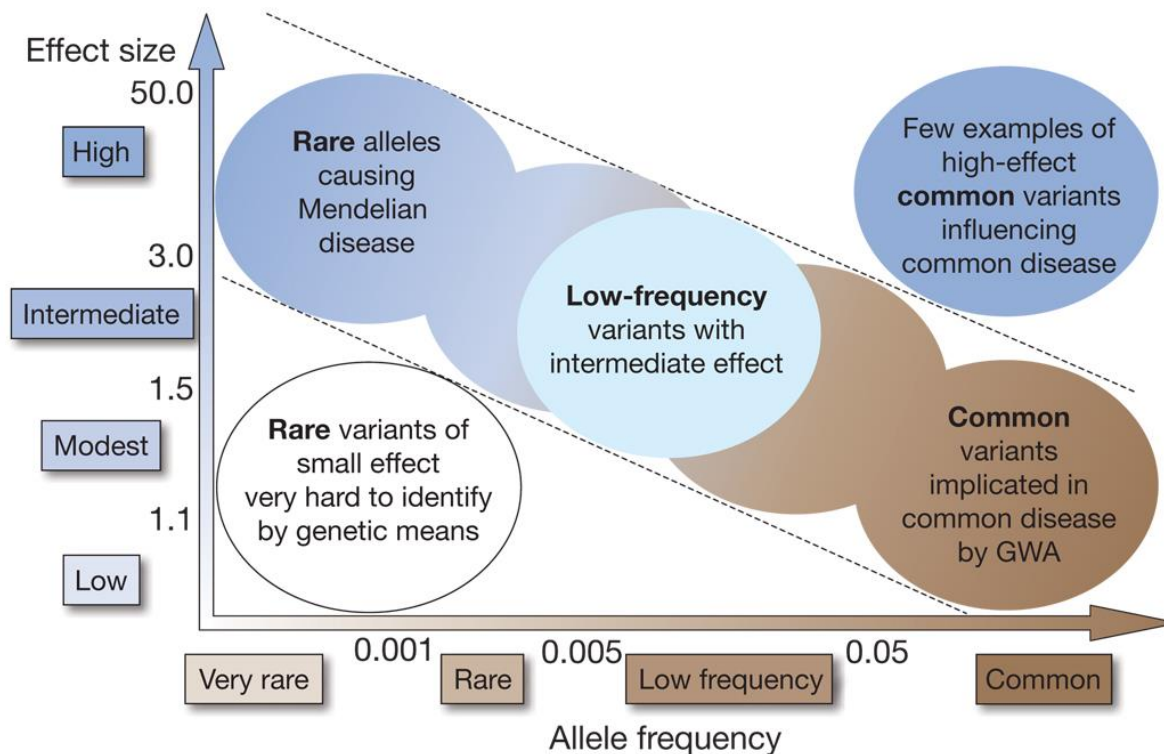 Effect size
50.0
High
3.0
Intermediate
1.5
Modest
1.1
Low
Rare alleles
causing
Mendelian
disease
Few examples of
high-effect
common variants
influencing
common disease
Low-frequency
variants with
intermediate effect
Rare variants of
small effect
very hard to identify
by genetic means
Common
variants
implicated in
common disease
by GWA
0.001
0.005
0.05
Very rare
Rare
Low frequency
Common
Allele frequency